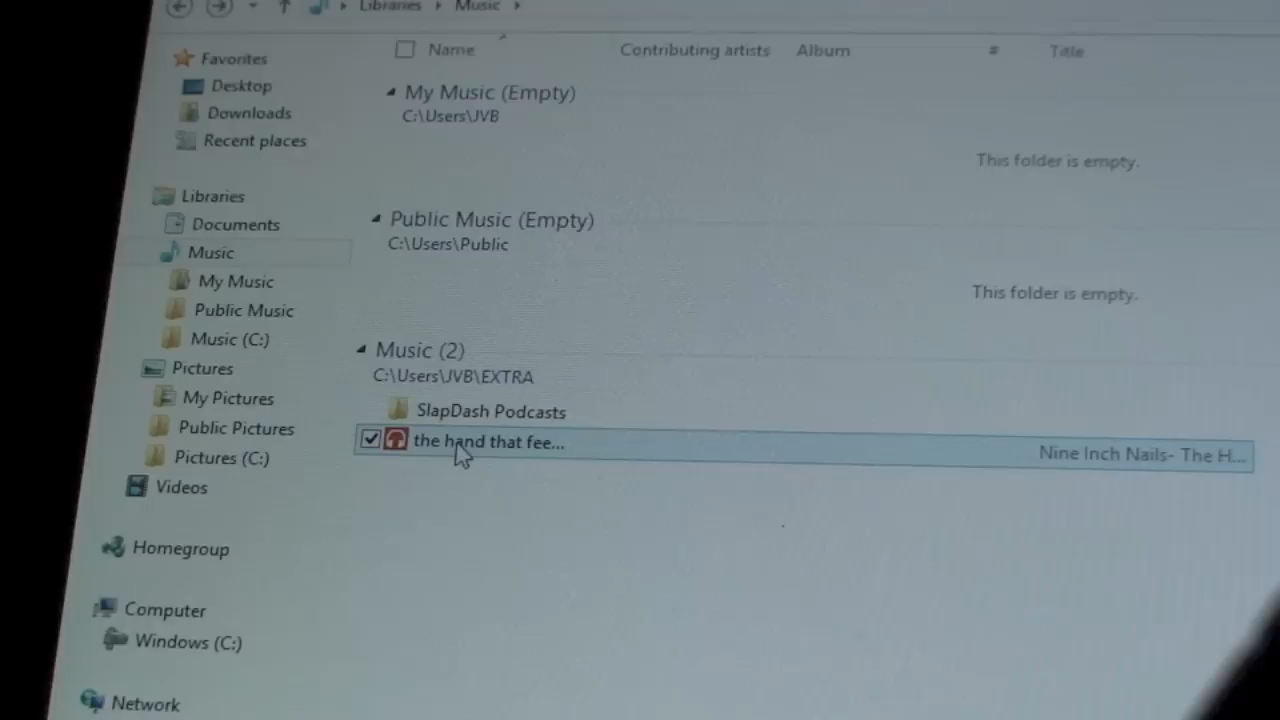 Libraries Music
Name Contributing artists Album # Title
Favorites
Desktop
Downloads
Recent places
Libraries
Documents
Music
My Music
Public Music
Music (C:)
Pictures
My Pictures
Public Pictures
Pictures (C:)
Videos
Homegroup
Computer
Windows (C:)
Network
My Music (Empty)
C:\Users\JVB
This folder is empty.
Public Music (Empty)
C:\Users\Public
This folder is empty.
Music (2)
C:\Users\JVB\EXTRA
SlapDash Podcasts
the hand that fee... Nine Inch Nails- The H...